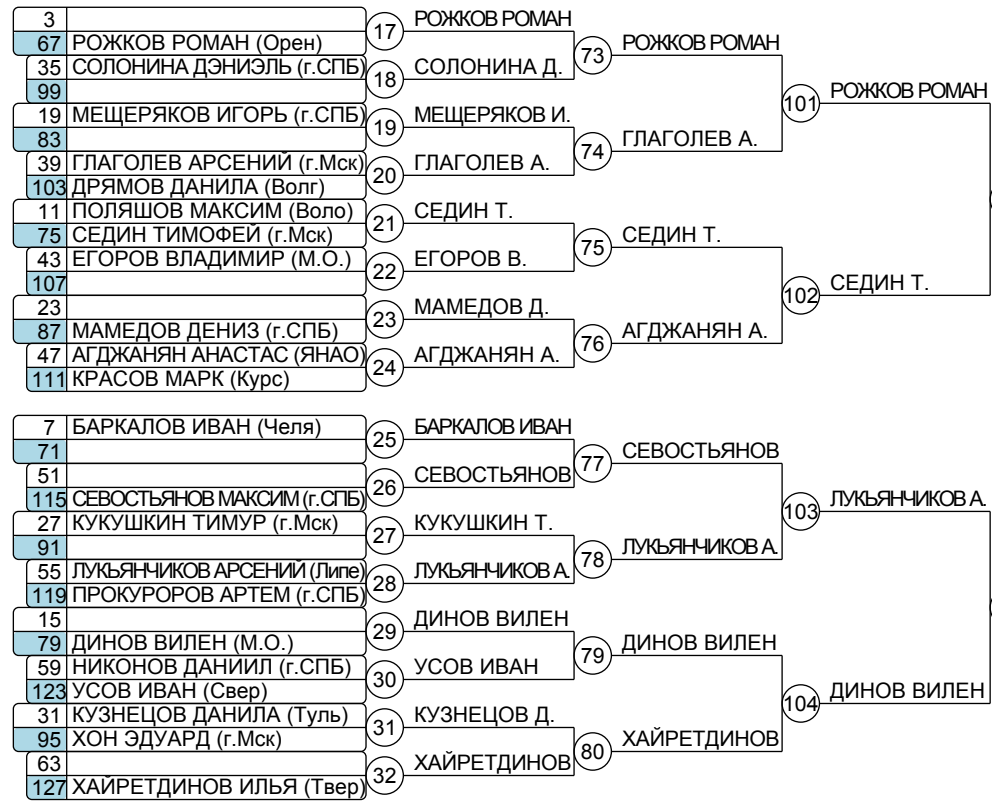 3
РОЖКОВ РОМАН
17
67 РОЖКОВ РОМАН (Орен)
РОЖКОВ РОМАН
73
35 СОЛОНИНА ДЭНИЭЛЬ (г.СПБ)
СОЛОНИНА Д.
18
99
РОЖКОВ РОМАН
101
19 МЕЩЕРЯКОВ ИГОРЬ (г.СПБ)
МЕЩЕРЯКОВ И.
19
83
ГЛАГОЛЕВ А.
74
39 ГЛАГОЛЕВ АРСЕНИЙ (г.Мск)
ГЛАГОЛЕВ А.
20
103 ДРЯМОВ ДАНИЛА (Волг)
11 ПОЛЯШОВ МАКСИМ (Воло)
СЕДИН Т.
21
75 СЕДИН ТИМОФЕЙ (г.Мск)
СЕДИН Т.
75
43 ЕГОРОВ ВЛАДИМИР (М.О.)
ЕГОРОВ В.
22
107
СЕДИН Т.
102
23
МАМЕДОВ Д.
23
87 МАМЕДОВ ДЕНИЗ (г.СПБ)
АГДЖАНЯН А.
76
47 АГДЖАНЯН АНАСТАС (ЯНАО)
АГДЖАНЯН А.
24
111 КРАСОВ МАРК (Курс)
7 БАРКАЛОВ ИВАН (Челя)
БАРКАЛОВ ИВАН
25
71
СЕВОСТЬЯНОВ
77
51
СЕВОСТЬЯНОВ
26
115 СЕВОСТЬЯНОВ МАКСИМ (г.СПБ)
ЛУКЬЯНЧИКОВ А.
103
27 КУКУШКИН ТИМУР (г.Мск)
КУКУШКИН Т.
27
91
ЛУКЬЯНЧИКОВ А.
78
55 ЛУКЬЯНЧИКОВ АРСЕНИЙ (Липе)
ЛУКЬЯНЧИКОВ А.
28
119 ПРОКУРОРОВ АРТЕМ (г.СПБ)
15
ДИНОВ ВИЛЕН
29
79 ДИНОВ ВИЛЕН (М.О.)
ДИНОВ ВИЛЕН
79
59 НИКОНОВ ДАНИИЛ (г.СПБ)
УСОВ ИВАН
30
123 УСОВ ИВАН (Свер)
ДИНОВ ВИЛЕН
104
31 КУЗНЕЦОВ ДАНИЛА (Туль)
КУЗНЕЦОВ Д.
31
95 ХОН ЭДУАРД (г.Мск)
ХАЙРЕТДИНОВ
80
63
ХАЙРЕТДИНОВ
32
127 ХАЙРЕТДИНОВ ИЛЬЯ (Твер)